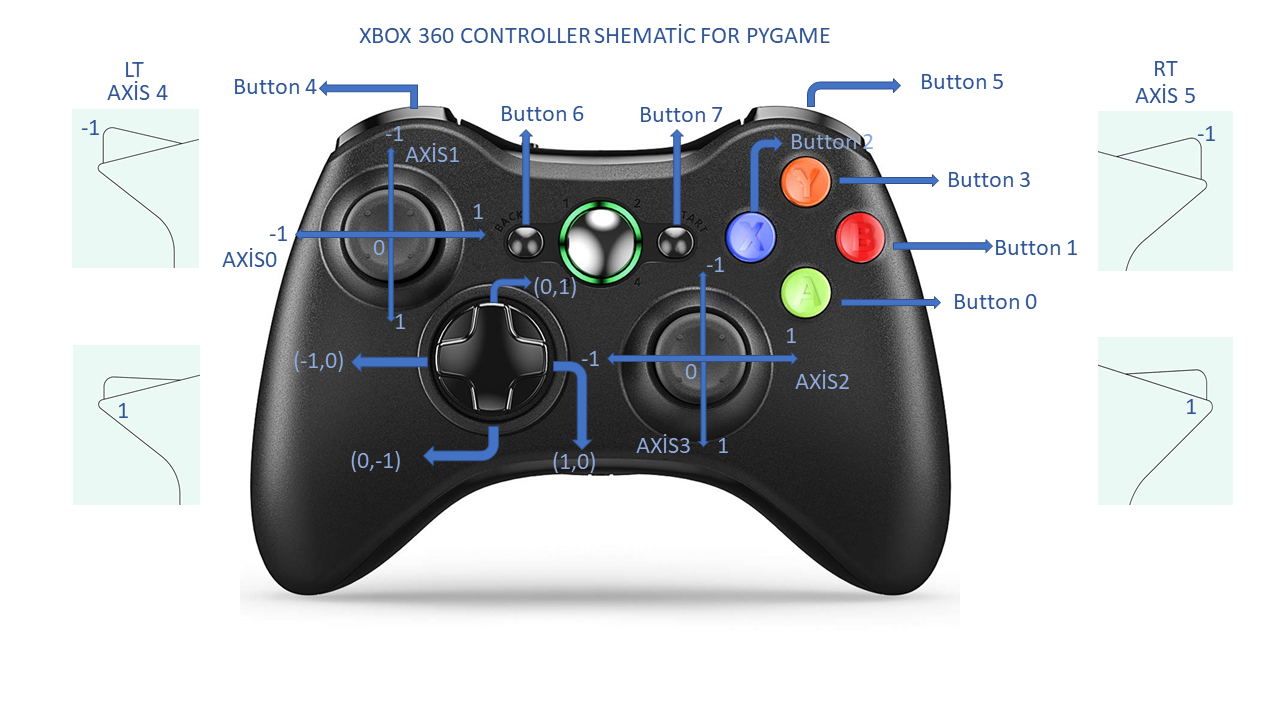 XBOX 360 CONTROLLER SHEMATİC FOR PYGAME
LT
AXİS 4
RT
AXİS 5
Button 4
Button 5
Button 6
Button 7
-1
-1
-1
AXİS1
Button 2
Y
Button 3
1
BACK
1
2
-1
0
X
B
Button 1
AXİS0
-1
4
(0,1)
A
Button 0
1
1
(-1,0)
-1
0
AXİS2
1
1
AXİS3
1
(0,-1)
(1,0)